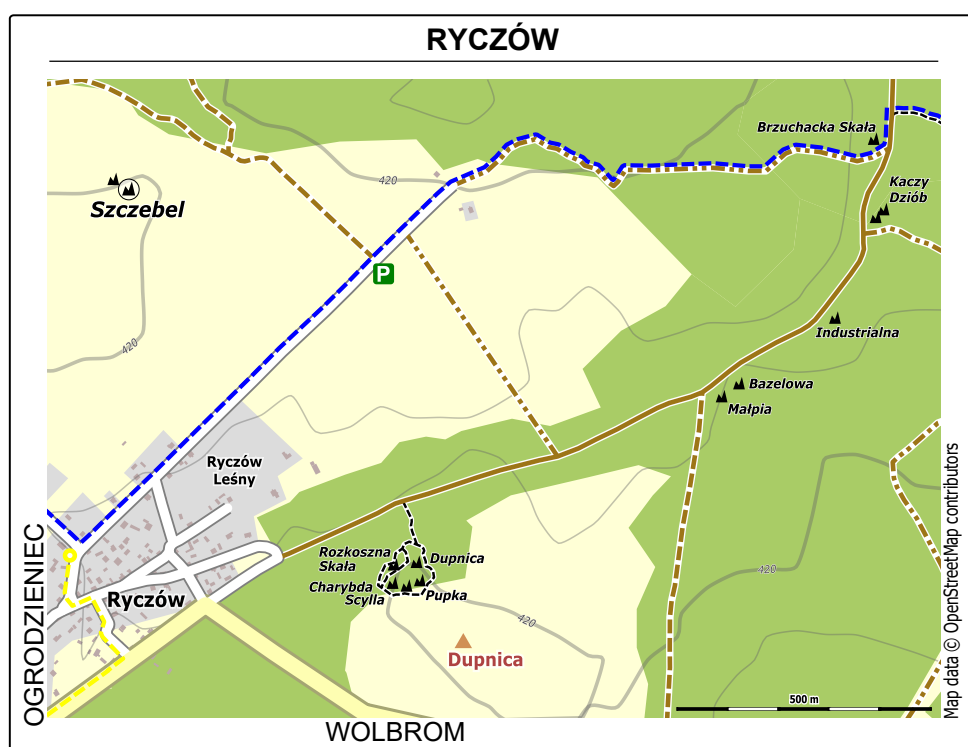 RYCZÓW
Brzuchacka Skała
420
Kaczy
Dziób
Szczebel
P
Industrialna
420
Bazelowa
Małpia
Ryczów
Leśny
Rozkoszna
Skała
Dupnica
Charybda
Scylla
Pupka
Ryczów
420
420
Dupnica
500 m
OGRODZIENIEC
WOLBROM
Map data © OpenStreetMap contributors